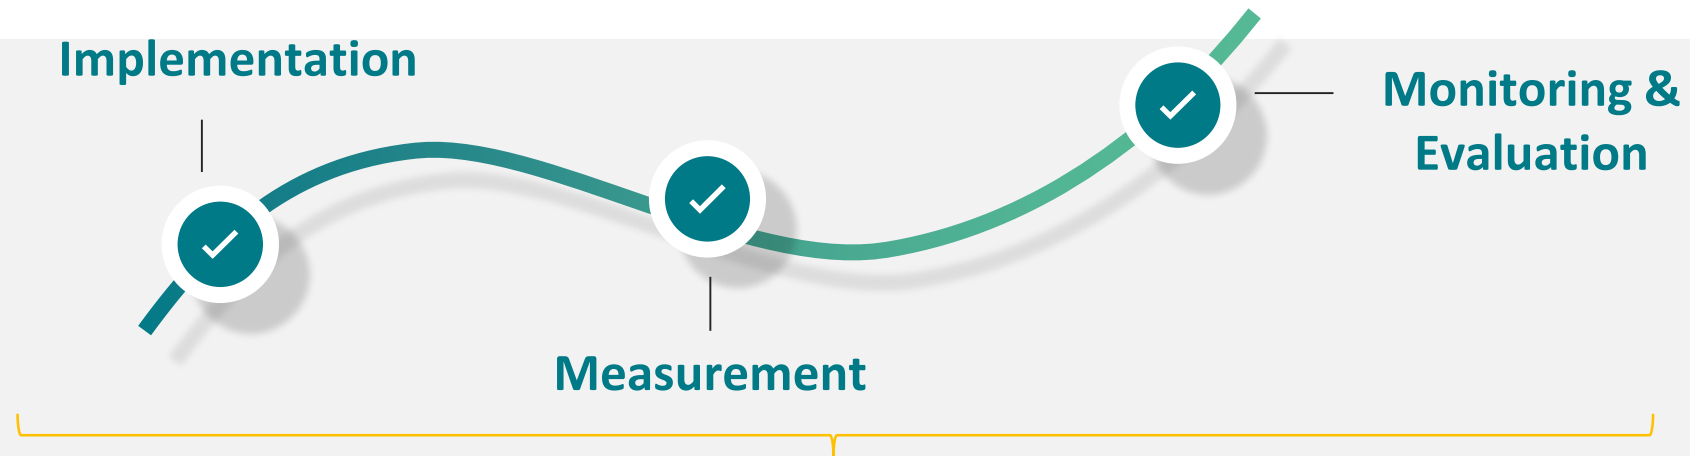 Implementation
Measurement
Monitoring &
Evaluation